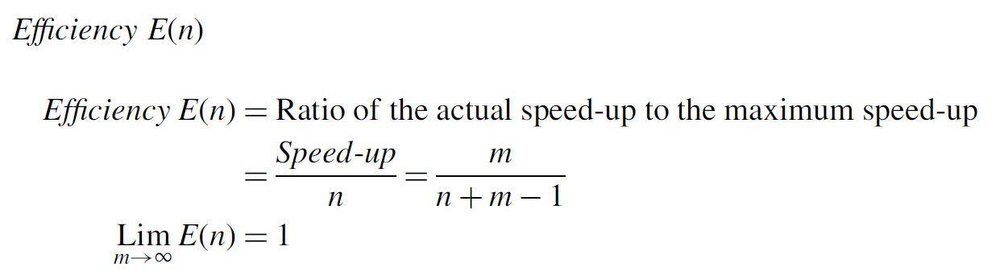 Efficiency E(n)
Efficiency E(n) = Ratio of the actual speed-up to the maximum speed-up
= Speed-up / n = m / n + m − 1
Lim m→∞ E(n) = 1